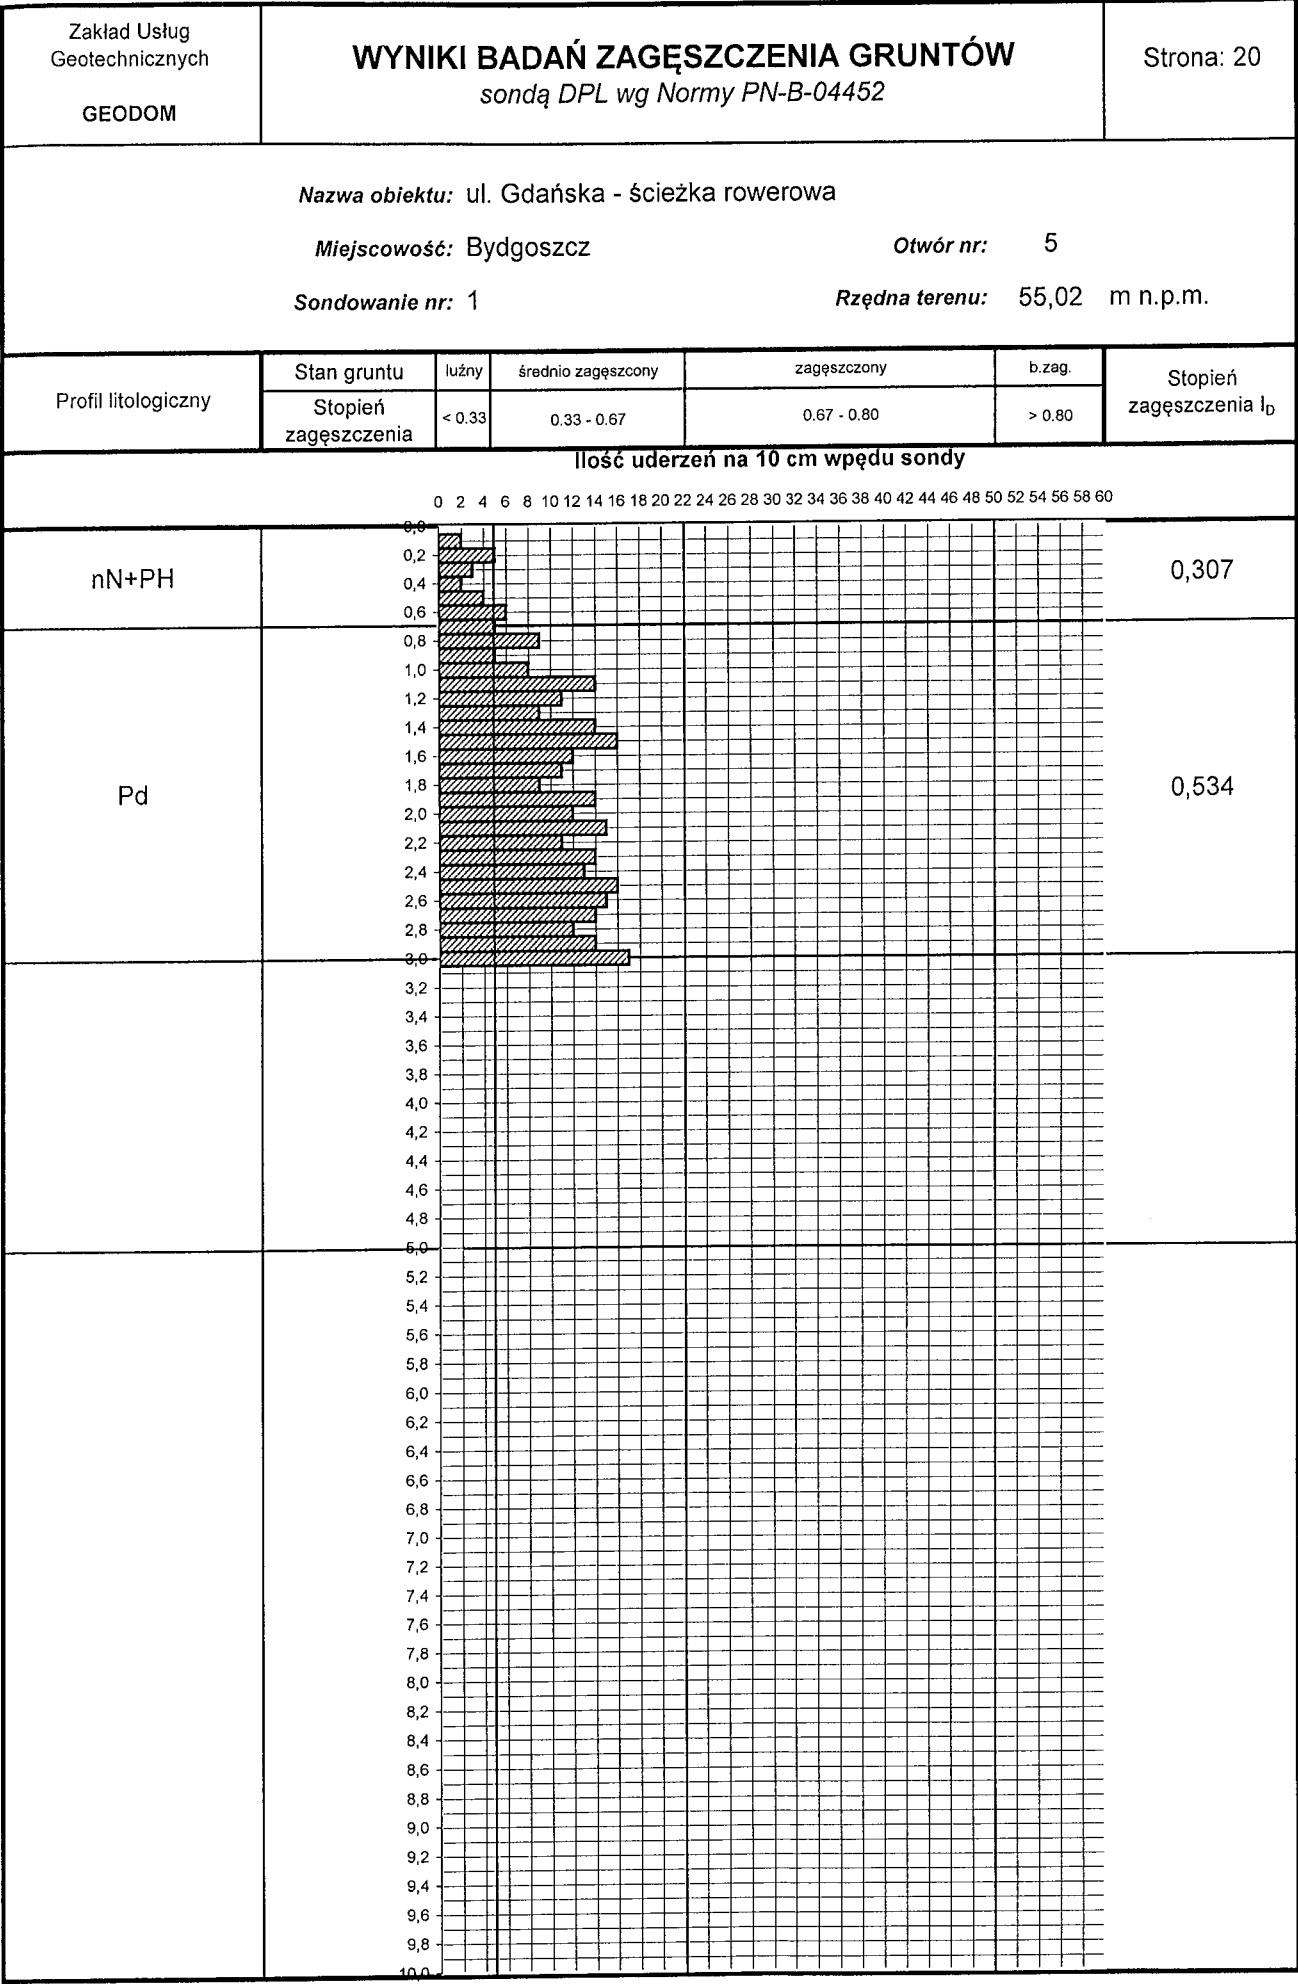 Zakład Usług
Geotechnicznych
GEODOM
WYNIKI BADAŃ ZAGĘSZCZENIA GRUNTÓW
sondą DPL wg Normy PN-B-04452
Strona: 20
Nazwa obiektu: ul. Gdańska - ścieżka rowerowa
Miejscowość: Bydgoszcz
Otwór nr: 5
Sondowanie nr: 1
Rzędna terenu: 55,02 m n.p.m.
Profil litologiczny
Stan gruntu
luźny
średnio zagęszcony
zagęszczony
b.zag.
Stopień
zagęszczenia
< 0.33
0.33 - 0.67
0.67 - 0.80
> 0.80
Stopień
zagęszczenia ID
Ilość uderzeń na 10 cm wpędu sondy
0 2 4 6 8 10 12 14 16 18 20 22 24 26 28 30 32 34 36 38 40 42 44 46 48 50 52 54 56 58 60
0,0
0,2
nN+PH
0,307
0,4
0,6
0,8
1,0
1,2
1,4
1,6
1,8
Pd
0,534
2,0
2,2
2,4
2,6
2,8
3,0
3,2
3,4
3,6
3,8
4,0
4,2
4,4
4,6
4,8
5,0
5,2
5,4
5,6
5,8
6,0
6,2
6,4
6,6
6,8
7,0
7,2
7,4
7,6
7,8
8,0
8,2
8,4
8,6
8,8
9,0
9,2
9,4
9,6
9,8
10,0